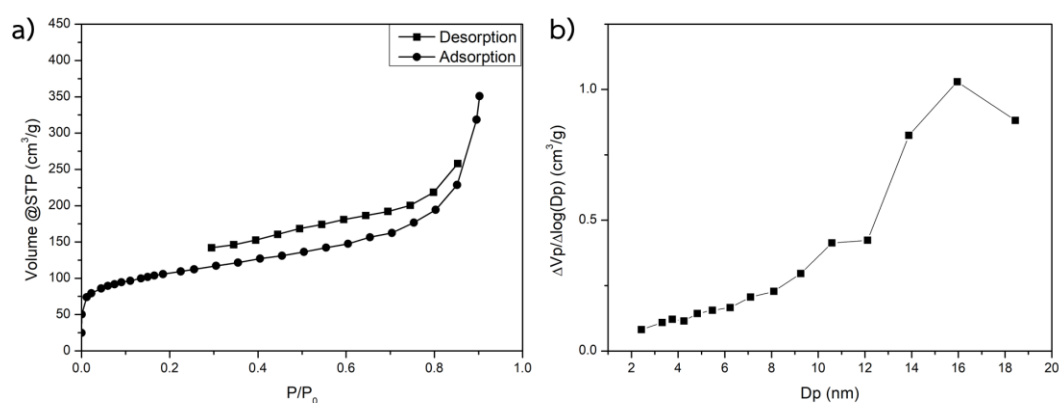 a)
450
400
350
300
250
200
150
100
50
0
Volume @STP (cm³/g)
Desorption
Adsorption
0.0 0.2 0.4 0.6 0.8 1.0
P/P₀
b)
1.0
0.5
0.0
ΔVp/Δlog(Dp) (cm³/g)
2 4 6 8 10 12 14 16 18 20
Dp (nm)